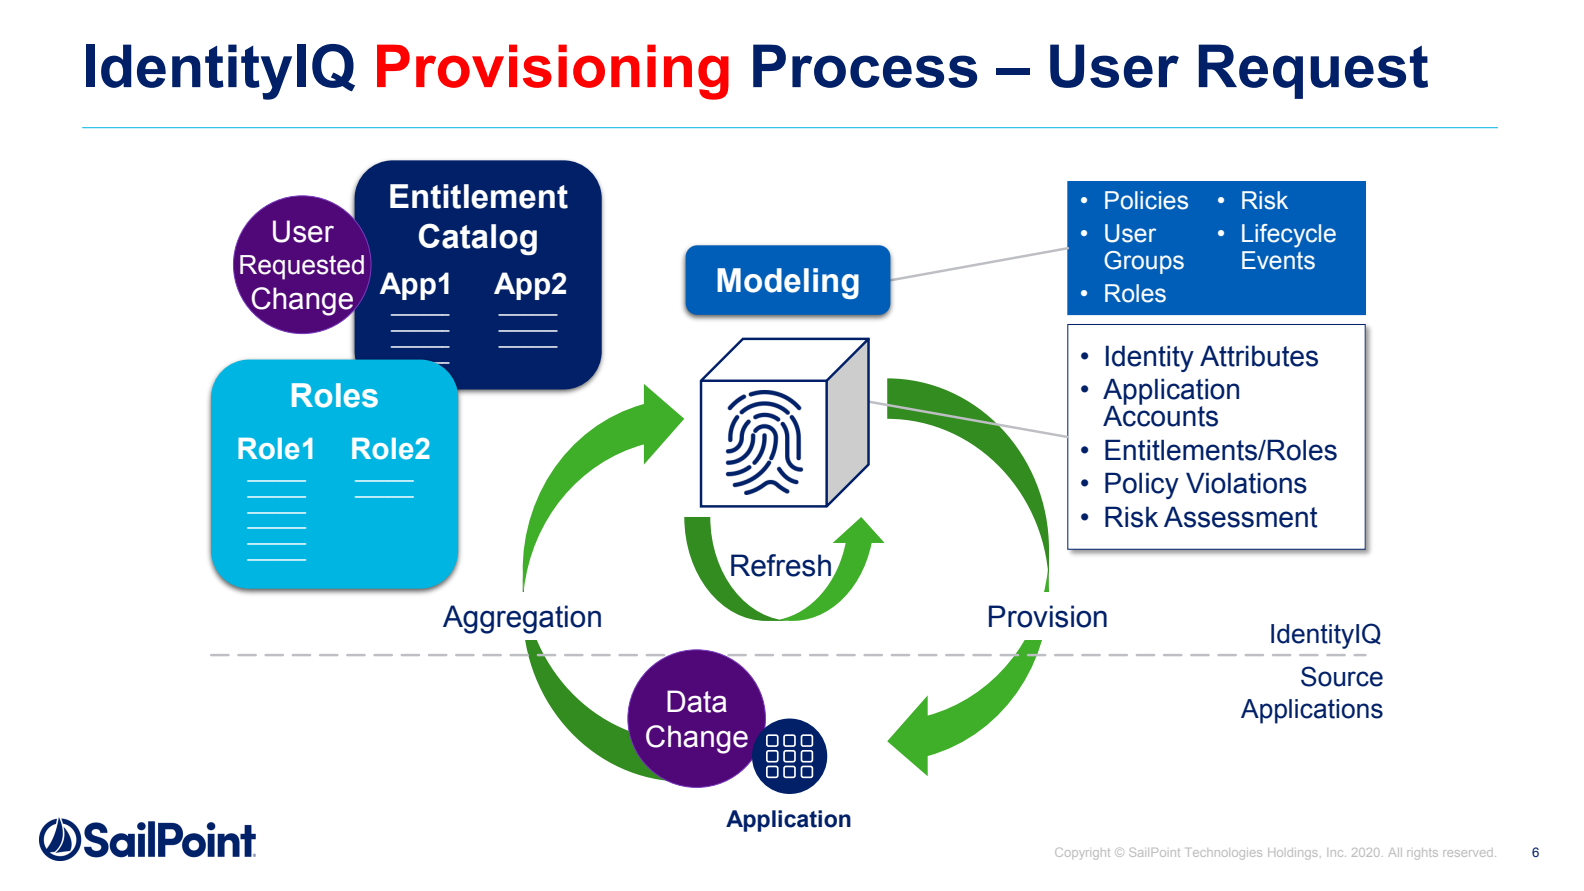 IdentityIQ Provisioning Process – User Request
Entitlement
Catalog
App1 App2
User
Requested
Change
Roles
Role1 Role2
Modeling
• Policies
• User
Groups
• Roles
• Risk
• Lifecycle
Events
• Identity Attributes
• Application
Accounts
• Entitlements/Roles
• Policy Violations
• Risk Assessment
Refresh
Aggregation
Provision
IdentityIQ
Source
Applications
Data
Change
Application
SailPoint
Copyright © SailPoint Technologies Holdings, Inc. 2020. All rights reserved. 6